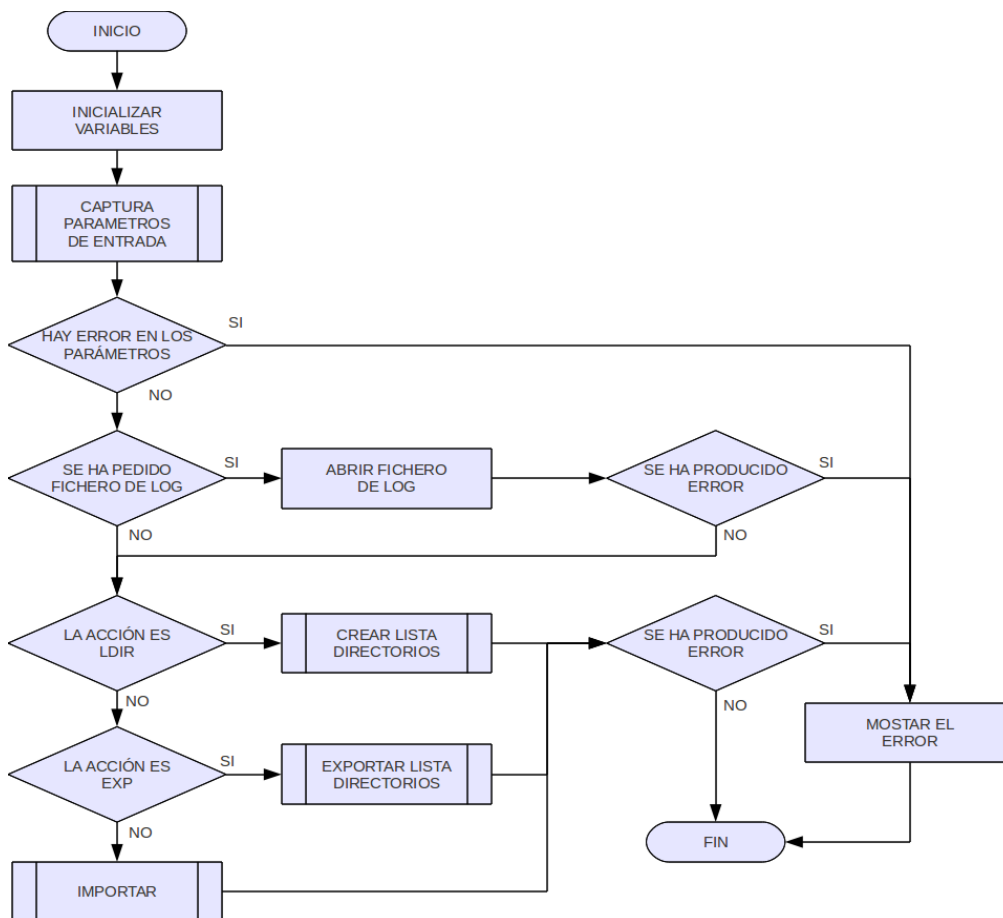 INICIO
INICIALIZAR
VARIABLES
CAPTURA
PARAMETROS
DE ENTRADA
HAY ERROR EN LOS
PARÁMETROS
SI
NO
SE HA PEDIDO
FICHERO DE LOG
SI
ABRIR FICHERO
DE LOG
SE HA PRODUCIDO
ERROR
SI
NO
NO
LA ACCIÓN ES
LDIR
SI
CREAR LISTA
DIRECTORIOS
SE HA PRODUCIDO
ERROR
SI
NO
NO
MOSTAR EL
ERROR
LA ACCIÓN ES
EXP
SI
EXPORTAR LISTA
DIRECTORIOS
NO
FIN
IMPORTAR